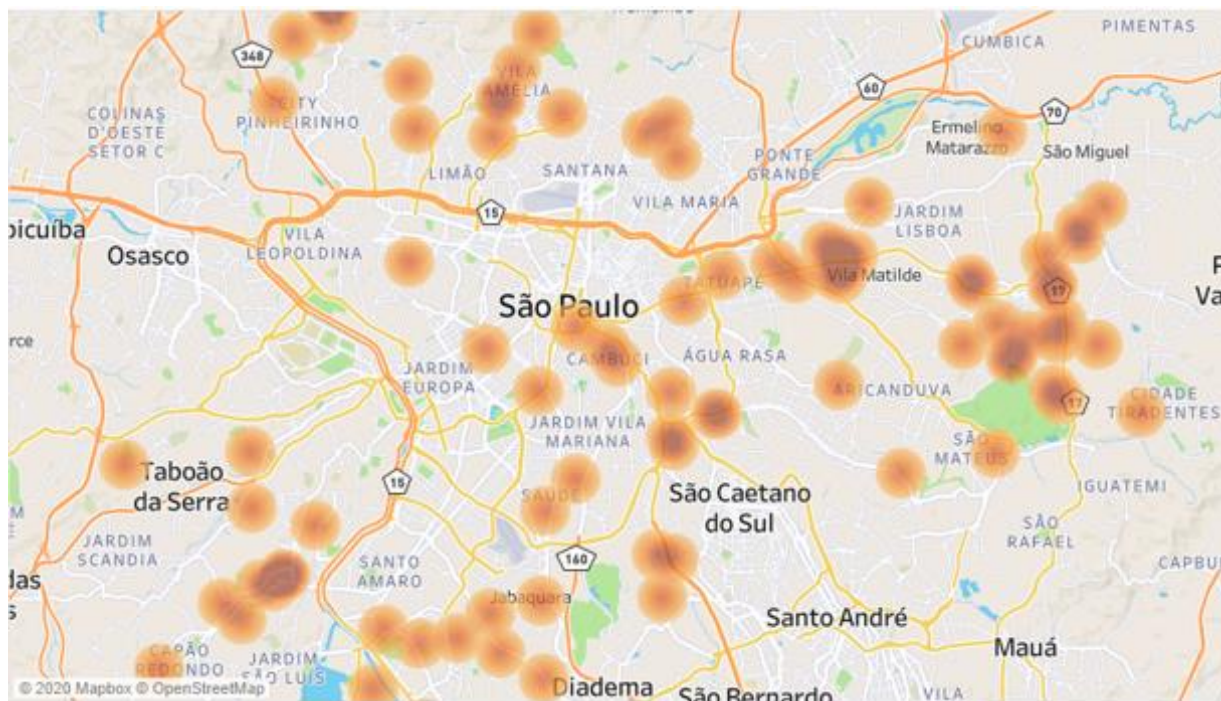 PIMENTAS
CUMBICA
348
VILA
AMÉLIA
60
CITY
PINHEIRINHO
COLINAS
D'OESTE
SETOR C
70
Ermelino
Matarazzo
São Miguel
PONTE
GRANDE
LIMÃO
SANTANA
VILA MARIA
15
JARDIM
LISBOA
picuíba
Osasco
VILA
LEOPOLDINA
TATUAPÉ
Vila Matilde
17
Va
São Paulo
rce
CAMBUCI
ÁGUA RASA
JARDIM
EUROPA
ARICANDUVA
17
CIDADE
TIRADENTES
JARDIM VILA
MARIANA
SÃO
MATEUS
Taboão
da Serra
15
SAÚDE
São Caetano
do Sul
IGUATEMI
JARDIM
SCANDIA
SÃO
RAFAEL
SANTO
AMARO
160
CAPBU
das
s
Jabaquara
Santo André
Mauá
CAPÃO
REDONDO
JARDIM
SÃO LUIS
Diadema
São Bernardo
VILA
© 2020 Mapbox © OpenStreetMap